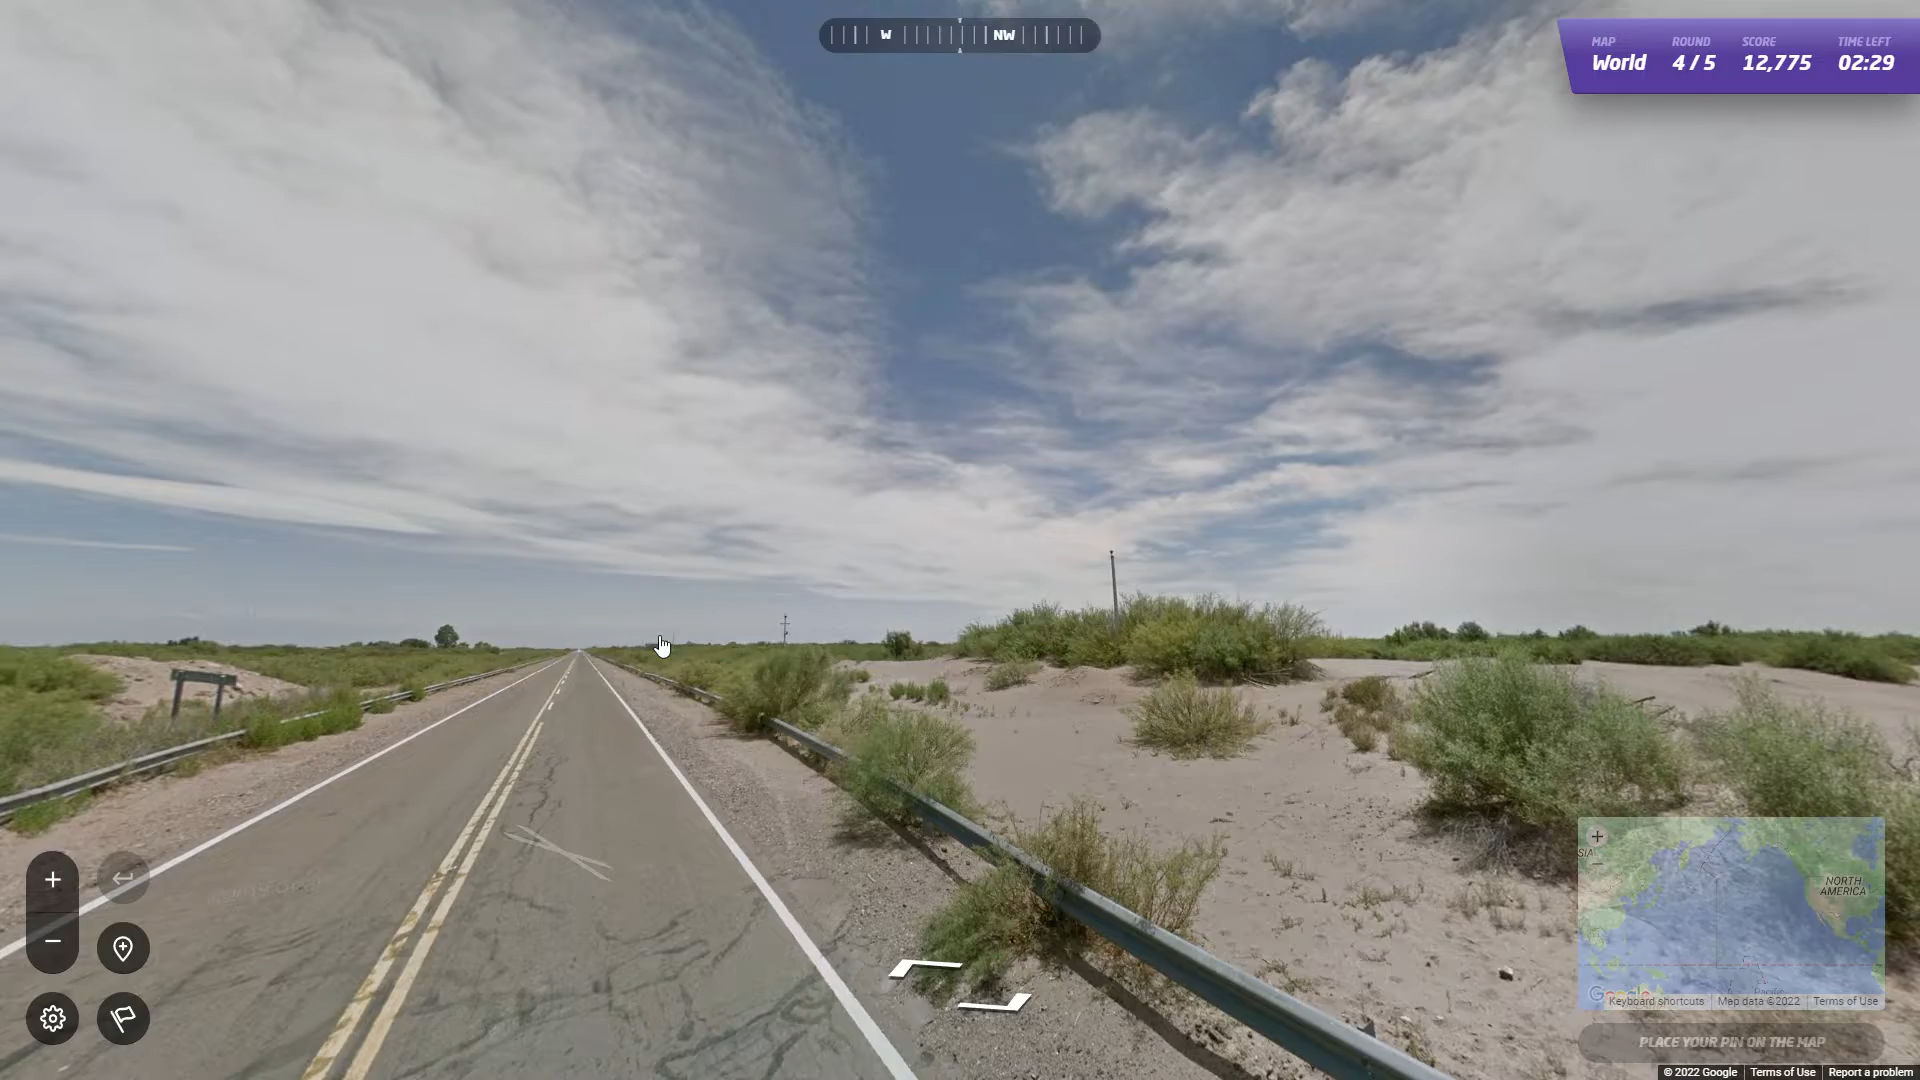 W
NW
MAP
World
ROUND
4 / 5
SCORE
12,775
TIME LEFT
02:29
NORTH
AMERICA
Google
Keyboard shortcuts
Map data ©2022
Terms of Use
PLACE YOUR PIN ON THE MAP
© 2022 Google
Terms of Use
Report a problem